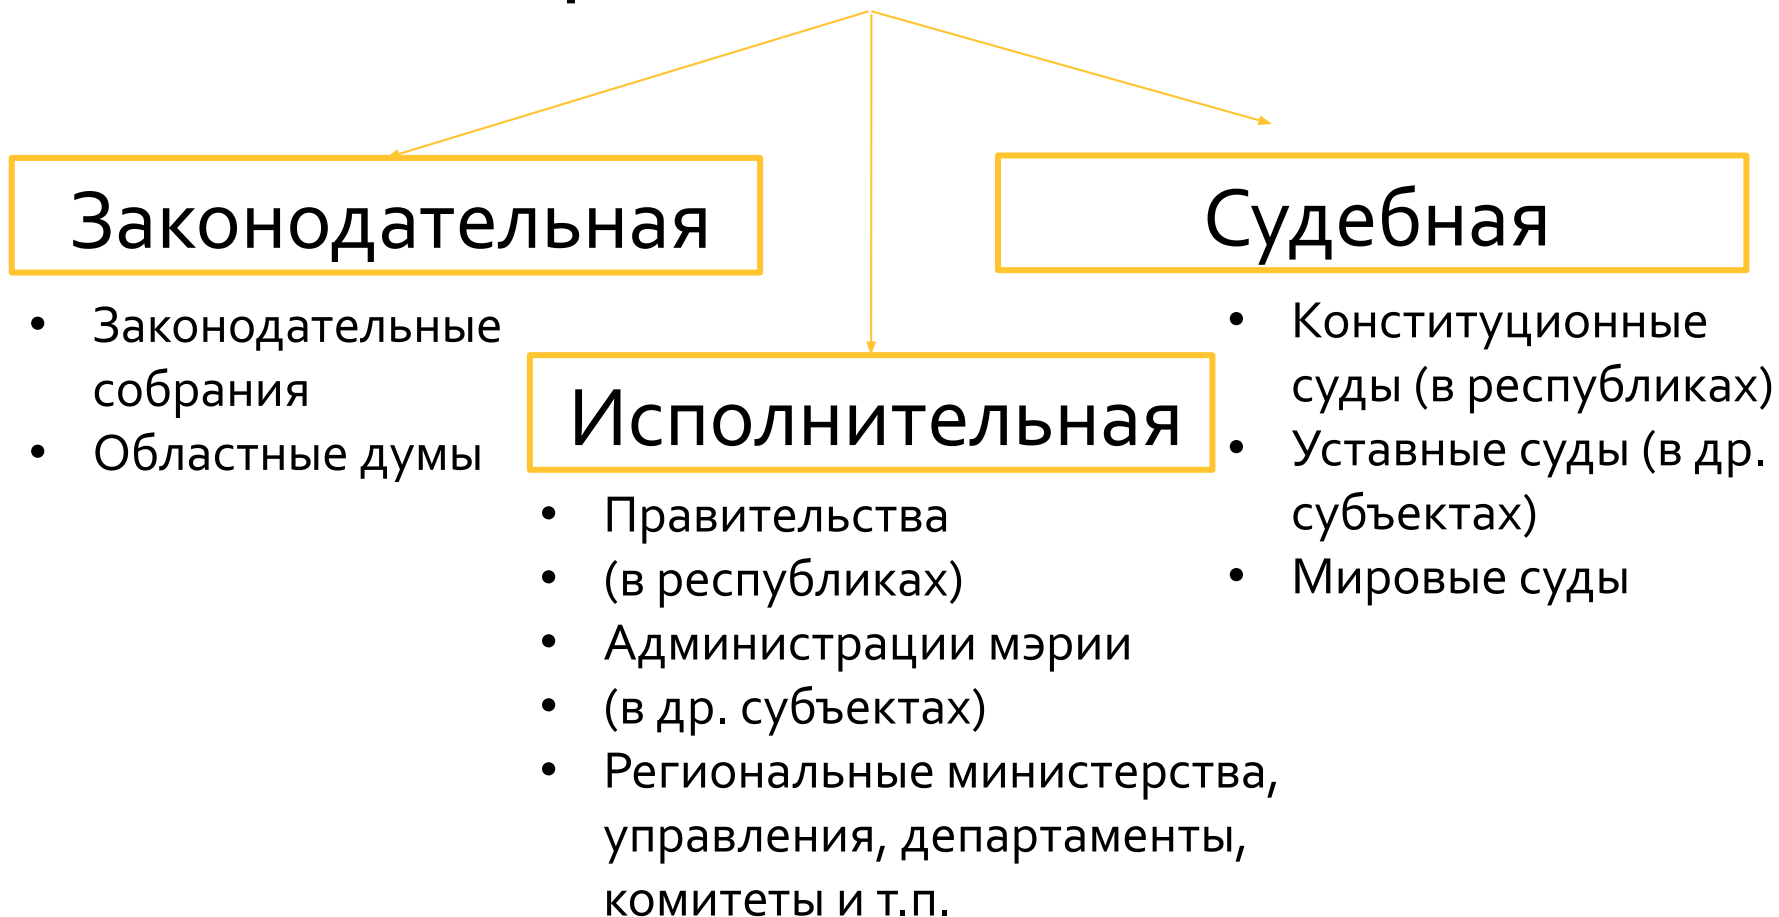 Законодательная
• Законодательные
собрания
• Областные думы
Исполнительная
• Правительства
• (в республиках)
• Администрации мэрии
• (в др. субъектах)
• Региональные министерства,
управления, департаменты,
комитеты и т.п.
Судебная
• Конституционные
суды (в республиках)
• Уставные суды (в др.
субъектах)
• Мировые суды